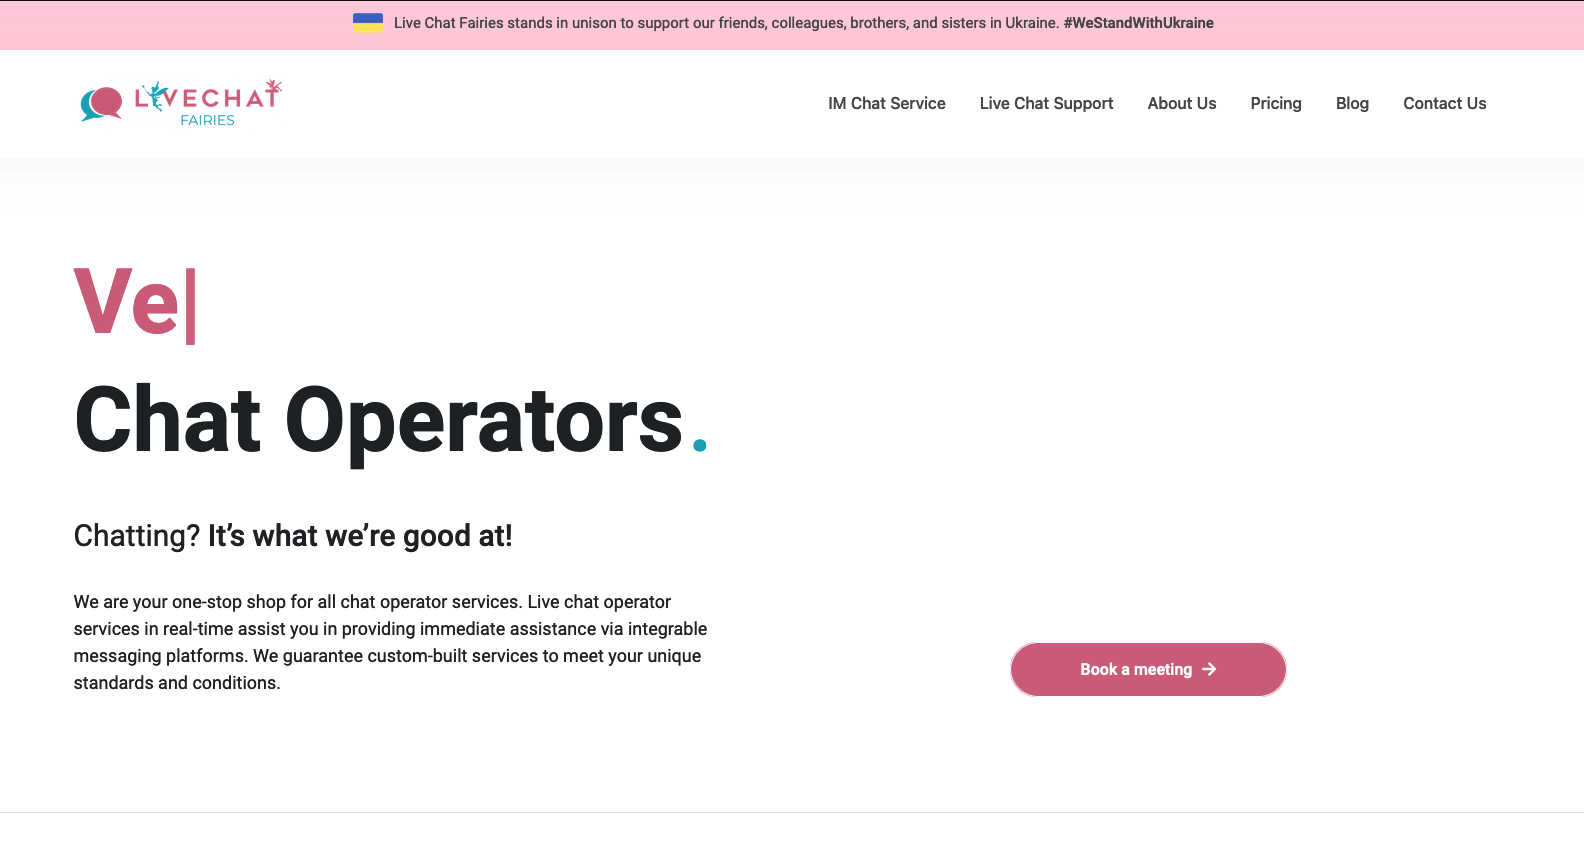 Live Chat Fairies stands in unison to support our friends, colleagues, brothers, and sisters in Ukraine. #WeStandWithUkraine
LIVECHAT
FAIRIES
IM Chat Service Live Chat Support About Us Pricing Blog Contact Us
Ve|
Chat Operators.
Chatting? It’s what we’re good at!
We are your one-stop shop for all chat operator services. Live chat operator
services in real-time assist you in providing immediate assistance via integrable
messaging platforms. We guarantee custom-built services to meet your unique
standards and conditions.
Book a meeting →